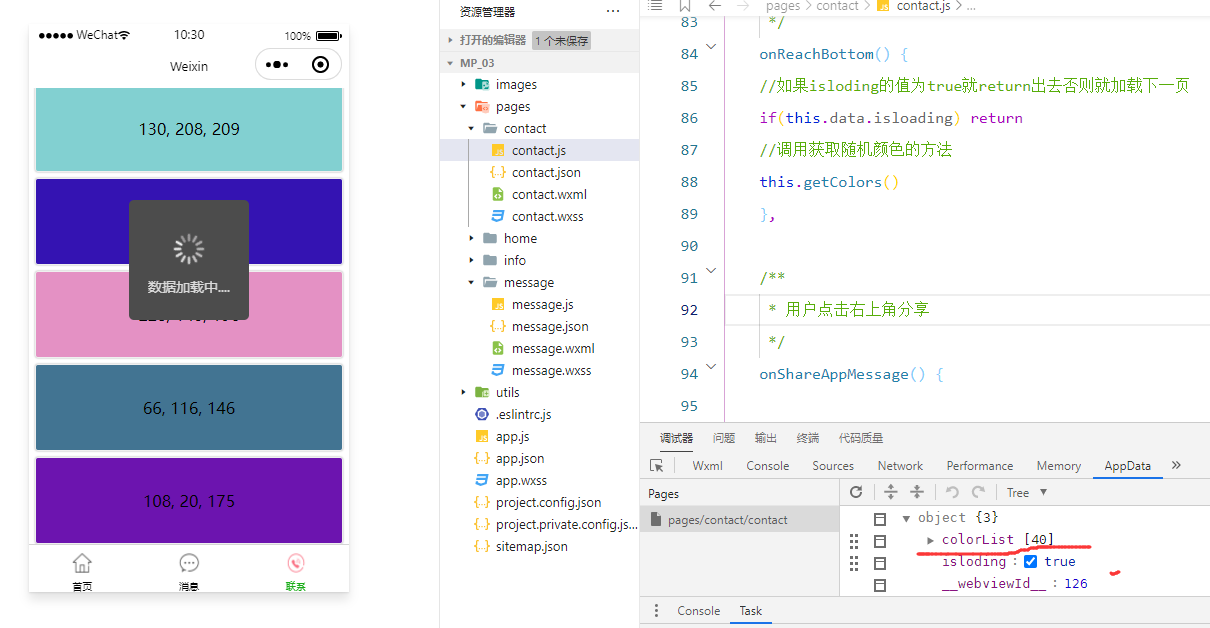 WeChat
10:30
100%
Weixin
130, 208, 209
数据加载中....
66, 116, 146
108, 20, 175
首页
消息
联系
资源管理器
...
打开的编辑器 1 个未保存
MP_03
images
pages
contact
contact.js
contact.json
contact.wxml
contact.wxss
home
info
message
message.js
message.json
message.wxml
message.wxss
utils
.eslintrc.js
app.js
app.json
app.wxss
project.config.json
project.private.config.js...
sitemap.json
pages > contact > contact.js > ...
83 */
84 onReachBottom() {
85 //如果isloding的值为true就return出去否则就加载下一页
86 if(this.data.isloading) return
87 //调用获取随机颜色的方法
88 this.getColors()
89 },
90
91 /**
92 * 用户点击右上角分享
93 */
94 onShareAppMessage() {
95
调试器 问题 输出 终端 代码质量
Wxml Console Sources Network Performance Memory AppData »
Pages
Tree
pages/contact/contact
object {3}
colorList [40]
isloding : true
__webviewId__ : 126
Console Task